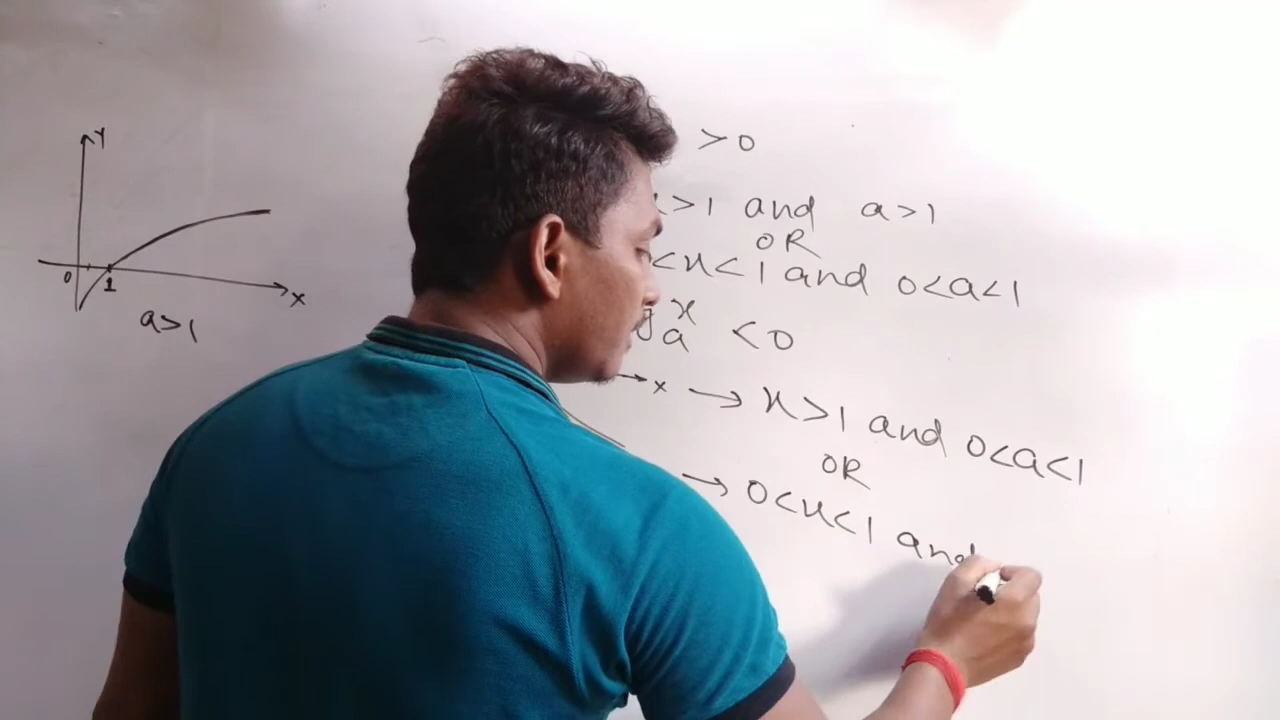 Y
0 1 X
a>1
>0
x>1 and a>1
OR
<x<1 and 0<a<1
x
a <0
x → x>1 and 0<a<1
OR
→ 0<x<1 and